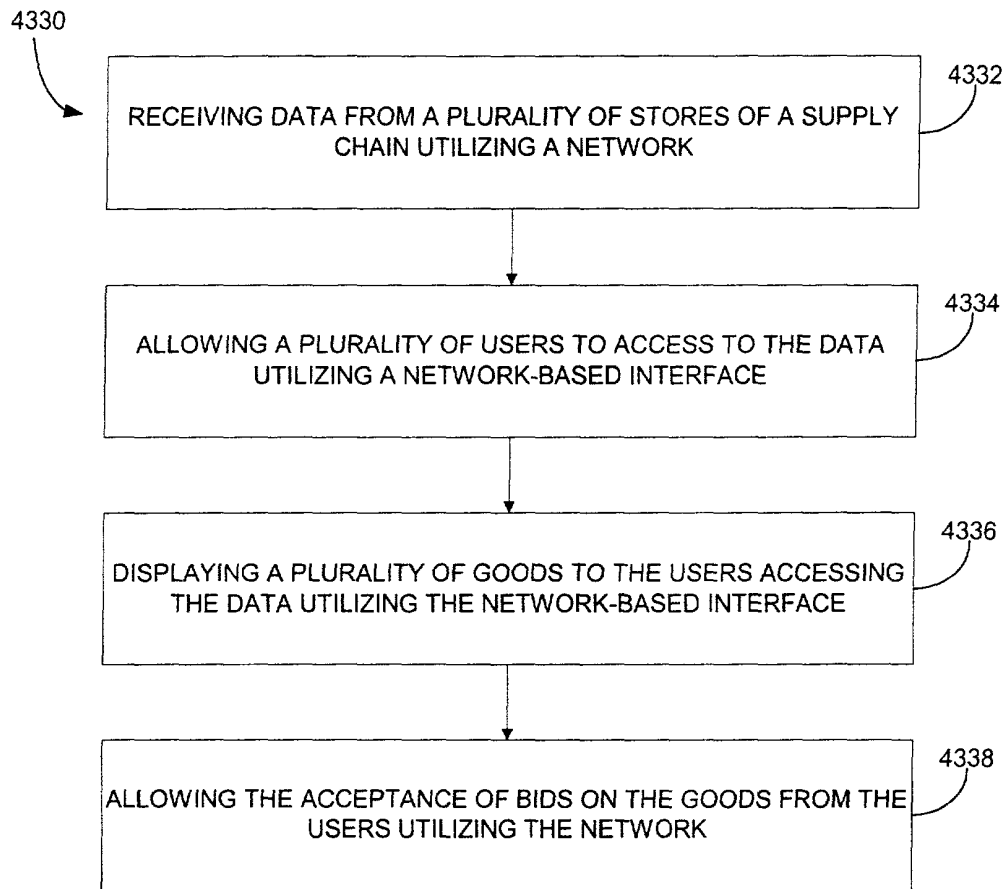 4330
4332
RECEIVING DATA FROM A PLURALITY OF STORES OF A SUPPLY
CHAIN UTILIZING A NETWORK
4334
ALLOWING A PLURALITY OF USERS TO ACCESS TO THE DATA
UTILIZING A NETWORK-BASED INTERFACE
4336
DISPLAYING A PLURALITY OF GOODS TO THE USERS ACCESSING
THE DATA UTILIZING THE NETWORK-BASED INTERFACE
4338
ALLOWING THE ACCEPTANCE OF BIDS ON THE GOODS FROM THE
USERS UTILIZING THE NETWORK